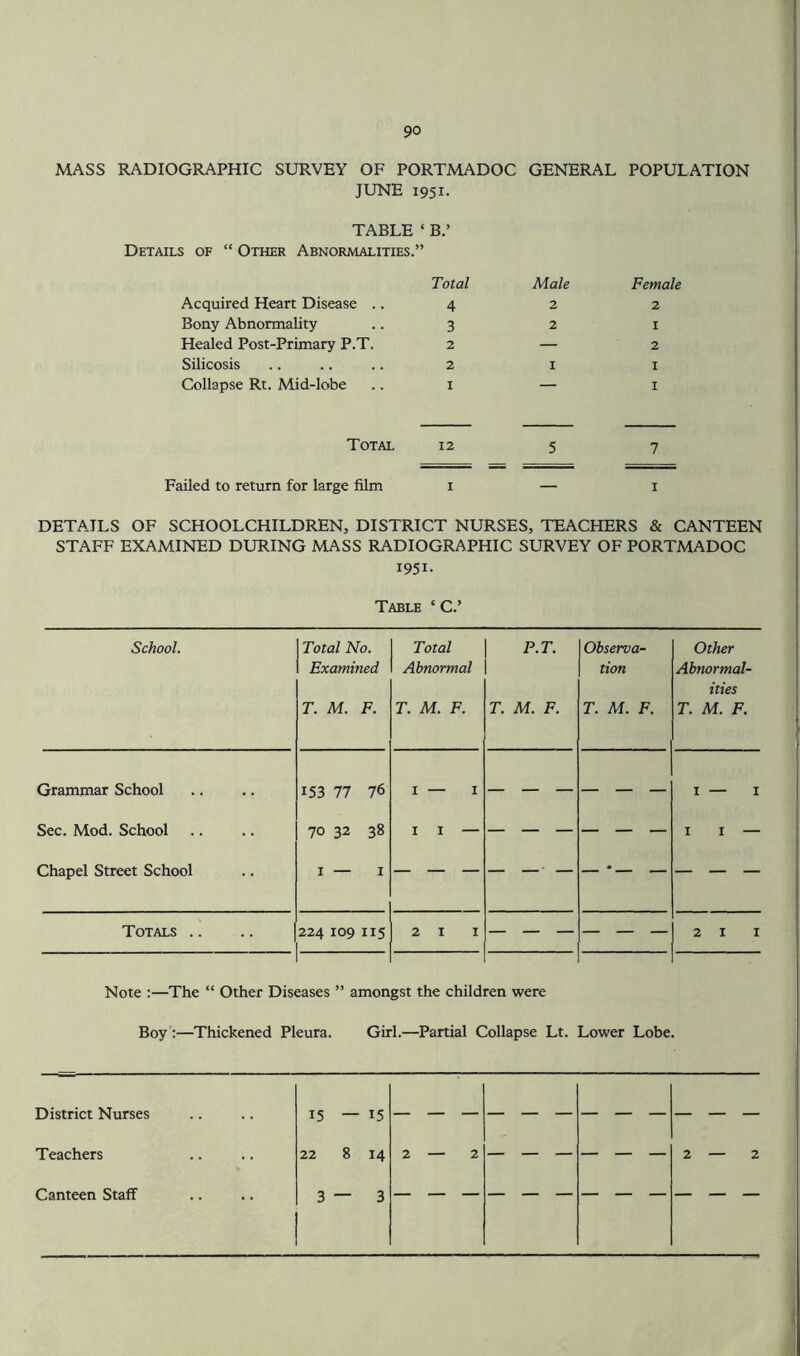 90
MASS RADIOGRAPHIC SURVEY OF PORTMADOC GENERAL POPULATION
JUNE 1951.
TABLE ‘ B.’
DETAILS OF “ OTHER ABNORMALITIES.”
Total Male Female
Acquired Heart Disease .. 4 2 2
Bony Abnormality .. 3 2 1
Healed Post-Primary P.T. 2 — 2
Silicosis .. .. .. 2 1 1
Collapse Rt. Mid-lobe .. 1 — 1
TOTAL 12 5 7
Failed to return for large film 1 — 1
DETAILS OF SCHOOLCHILDREN, DISTRICT NURSES, TEACHERS & CANTEEN
STAFF EXAMINED DURING MASS RADIOGRAPHIC SURVEY OF PORTMADOC
1951.
TABLE ‘ C.’
School. Total No. Total P.T. Observa- Other
Examined Abnormal tion Abnormal-
ities
T. M. F. T. M. F. T. M. F. T. M. F. T. M. F.
Grammar School .. .. 153 77 76 1 — 1 — — — — — — 1 — 1
Sec. Mod. School .. .. 70 32 38 1 1 — — — — — — — 1 1 —
Chapel Street School .. 1 — 1 — — — — — — — — — — — —
TOTALS .. .. 224 109 115 2 1 1 — — — — — — 2 1 1
Note :—The “ Other Diseases ” amongst the children were
Boy :—Thickened Pleura. Girl.—Partial Collapse Lt. Lower Lobe.
District Nurses .. .. 15 — 15 — — — — — — — — — — — —
Teachers .. .. 22 8 14 2 — 2 — — — — — — 2 — 2
Canteen Staff .. .. 3 — 3 — — — — — — — — — — — —